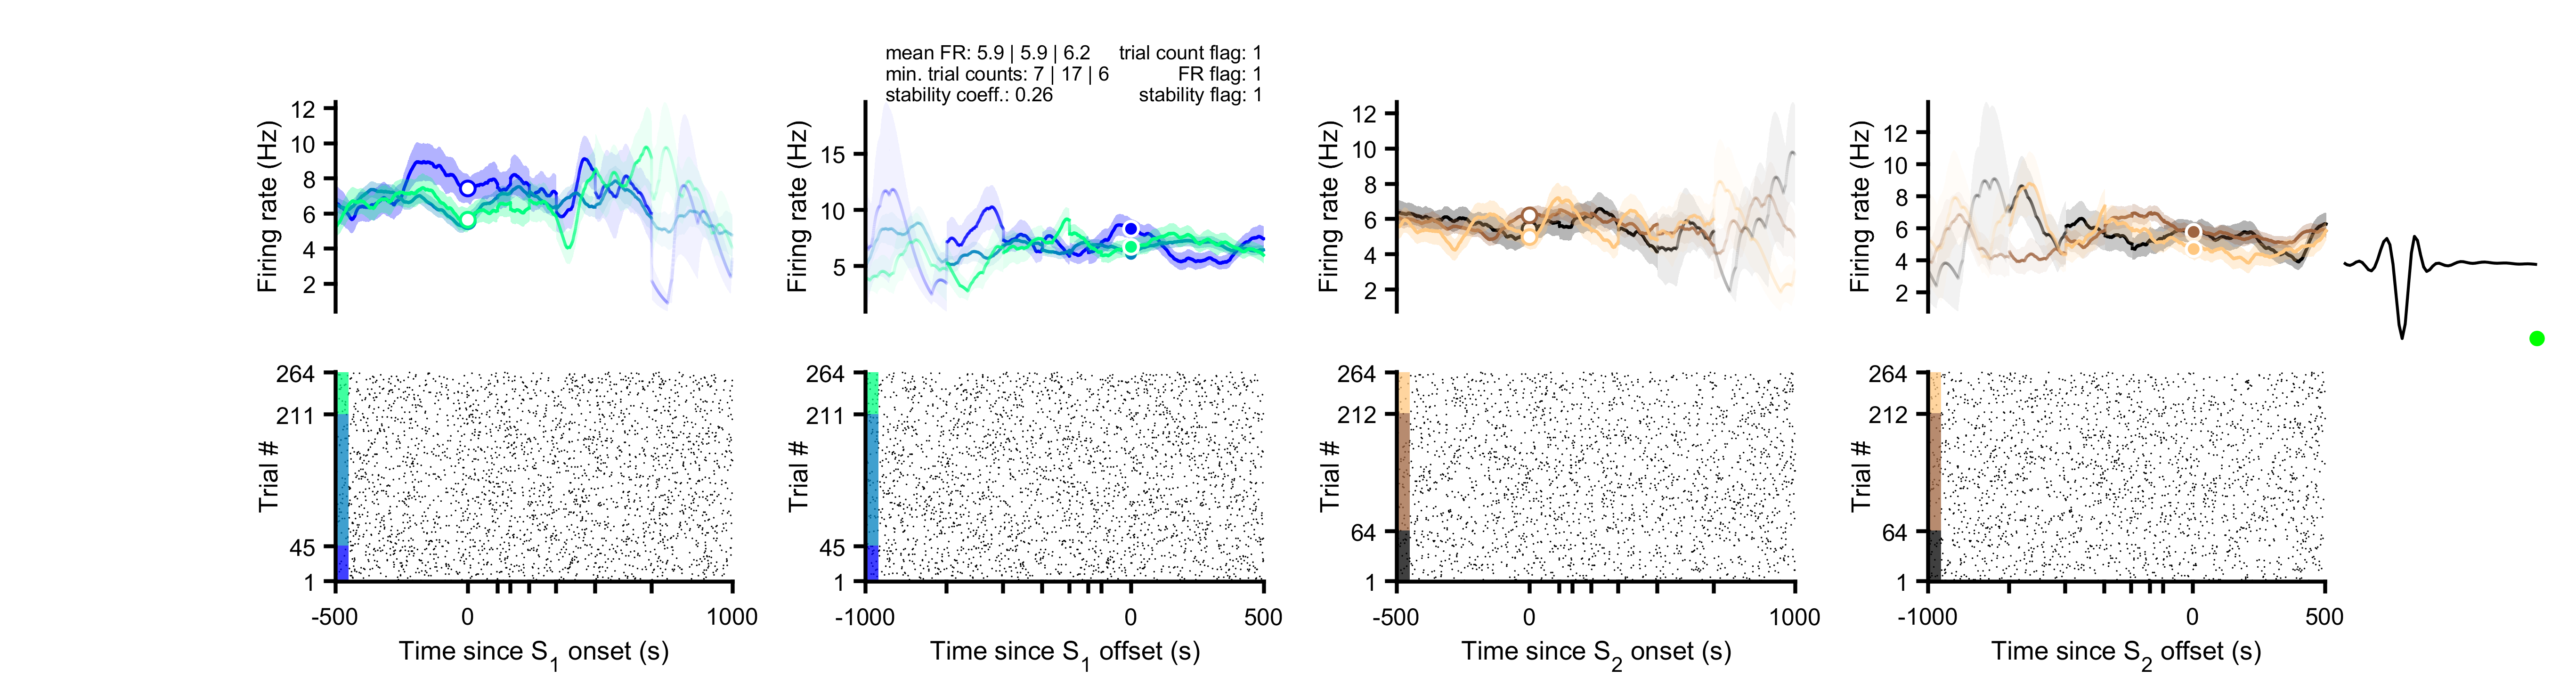 mean FR: 5.9 | 5.9 | 6.2 trial count flag: 1
min. trial counts: 7 | 17 | 6 FR flag: 1
stability coeff.: 0.26 stability flag: 1
Firing rate (Hz)
12
10
8
6
4
2
Firing rate (Hz)
15
10
5
Firing rate (Hz)
12
10
8
6
4
2
Firing rate (Hz)
12
10
8
6
4
2
Trial #
264
211
45
1
-500 0 1000
Time since S1 onset (s)
Trial #
264
211
45
1
-1000 0 500
Time since S1 offset (s)
Trial #
264
212
64
1
-500 0 1000
Time since S2 onset (s)
Trial #
264
212
64
1
-1000 0 500
Time since S2 offset (s)